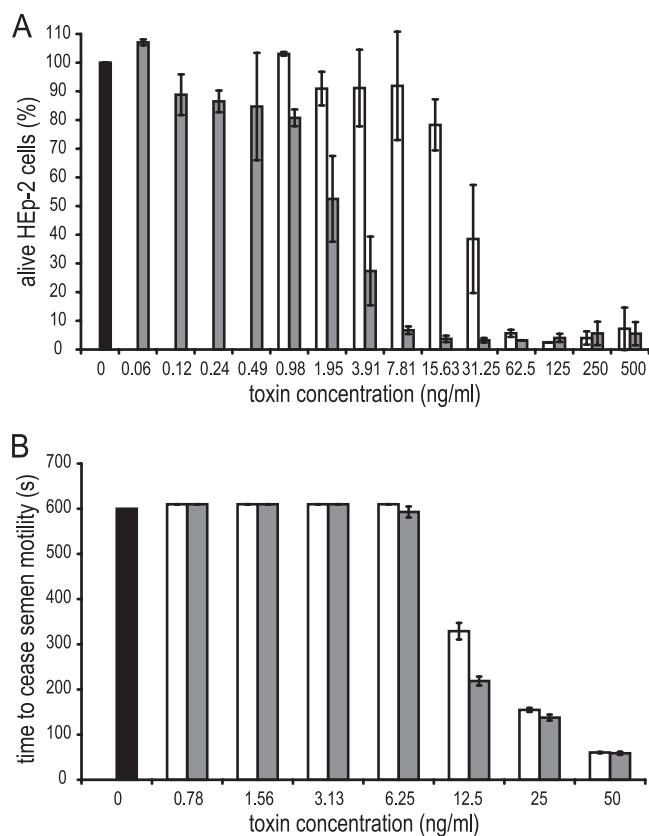 A
alive HEp-2 cells (%)
110
100
90
80
70
60
50
40
30
20
10
0
0 0.06 0.12 0.24 0.49 0.98 1.95 3.91 7.81 15.63 31.25 62.5 125 250 500
toxin concentration (ng/ml)
B
time to cease semen motility (s)
700
600
500
400
300
200
100
0
0 0.78 1.56 3.13 6.25 12.5 25 50
toxin concentration (ng/ml)